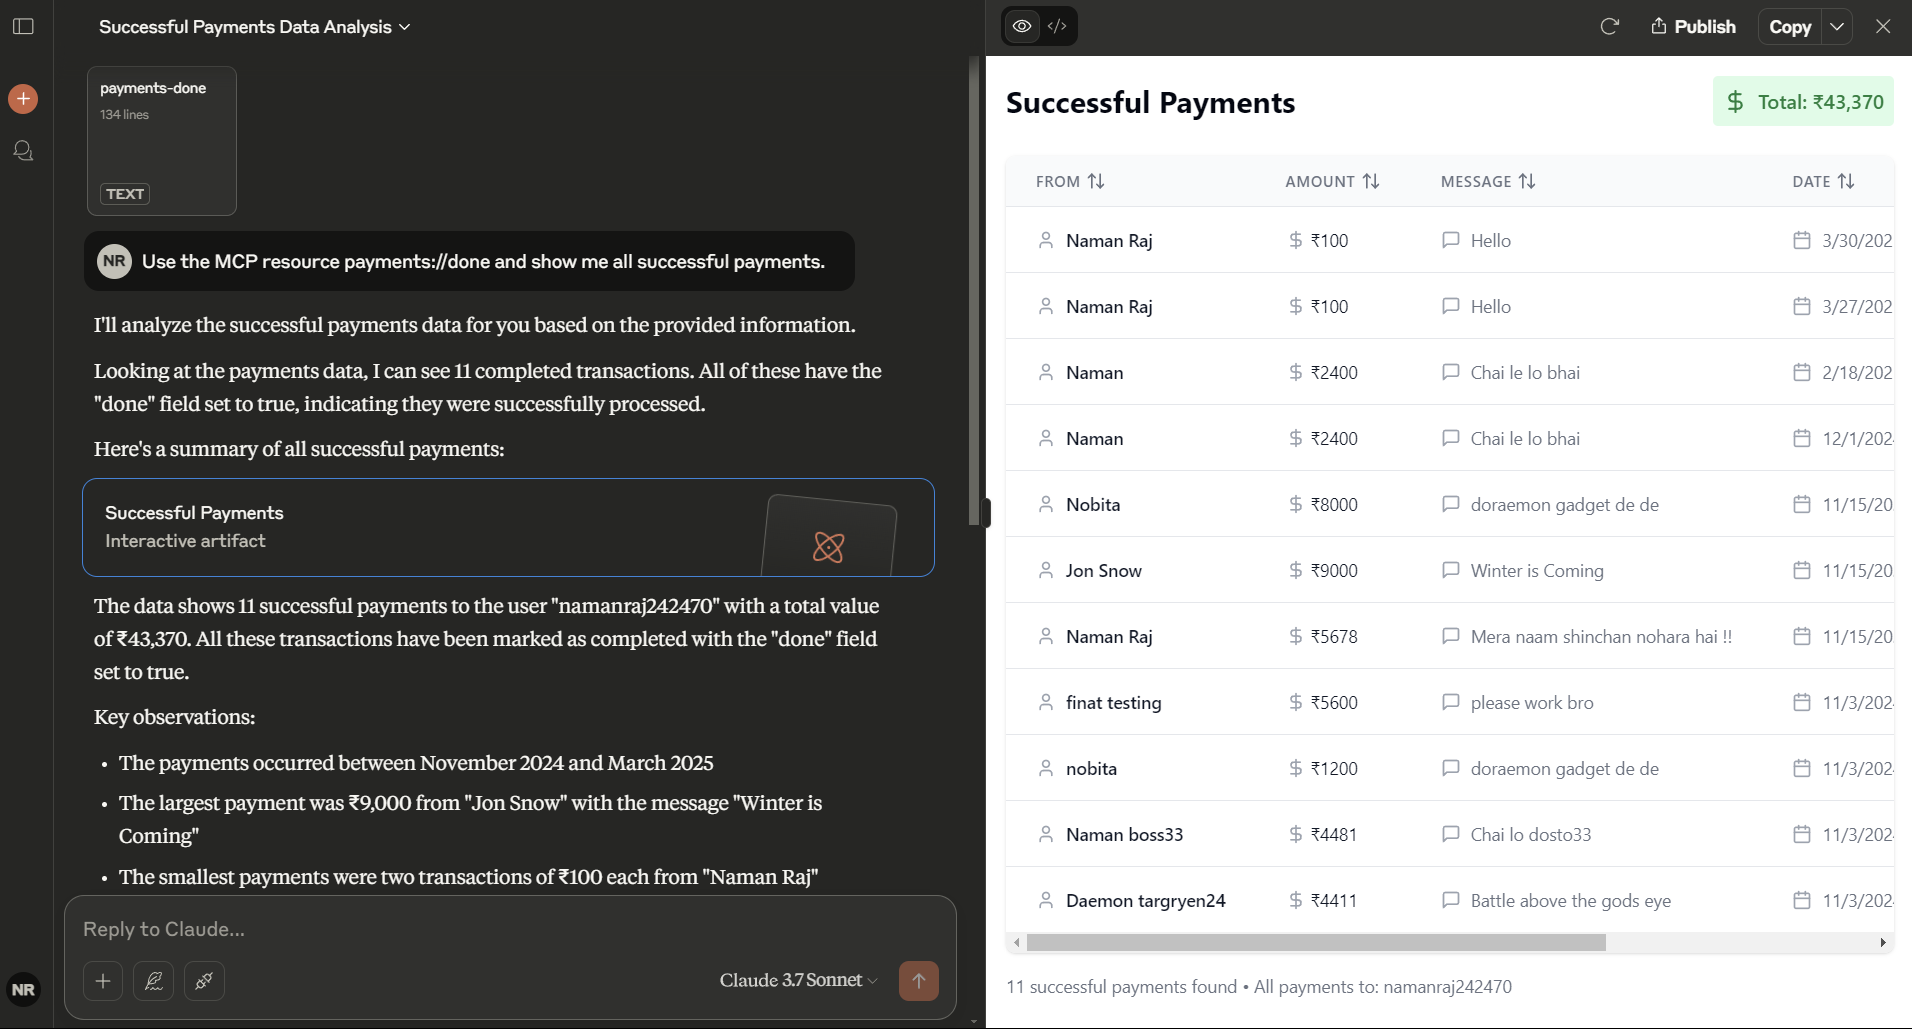 Successful Payments Data Analysis
payments-done
134 lines
TEXT
NR
Use the MCP resource payments://done and show me all successful payments.
I'll analyze the successful payments data for you based on the provided information.
Looking at the payments data, I can see 11 completed transactions. All of these have the
"done" field set to true, indicating they were successfully processed.
Here's a summary of all successful payments:
Successful Payments
Interactive artifact
The data shows 11 successful payments to the user "namanraj242470" with a total value
of ₹43,370. All these transactions have been marked as completed with the "done" field
set to true.
Key observations:
• The payments occurred between November 2024 and March 2025
• The largest payment was ₹9,000 from "Jon Snow" with the message "Winter is
Coming"
• The smallest payments were two transactions of ₹100 each from "Naman Raj"
Reply to Claude...
Claude 3.7 Sonnet
NR
Publish
Copy
Successful Payments
$ Total: ₹43,370
FROM AMOUNT MESSAGE DATE
Naman Raj $ ₹100 Hello 3/30/202
Naman Raj $ ₹100 Hello 3/27/202
Naman $ ₹2400 Chai le lo bhai 2/18/202
Naman $ ₹2400 Chai le lo bhai 12/1/202
Nobita $ ₹8000 doraemon gadget de de 11/15/20
Jon Snow $ ₹9000 Winter is Coming 11/15/20
Naman Raj $ ₹5678 Mera naam shinchan nohara hai !! 11/15/20
finat testing $ ₹5600 please work bro 11/3/202
nobita $ ₹1200 doraemon gadget de de 11/3/202
Naman boss33 $ ₹4481 Chai lo dosto33 11/3/202
Daemon targryen24 $ ₹4411 Battle above the gods eye 11/3/202
11 successful payments found • All payments to: namanraj242470